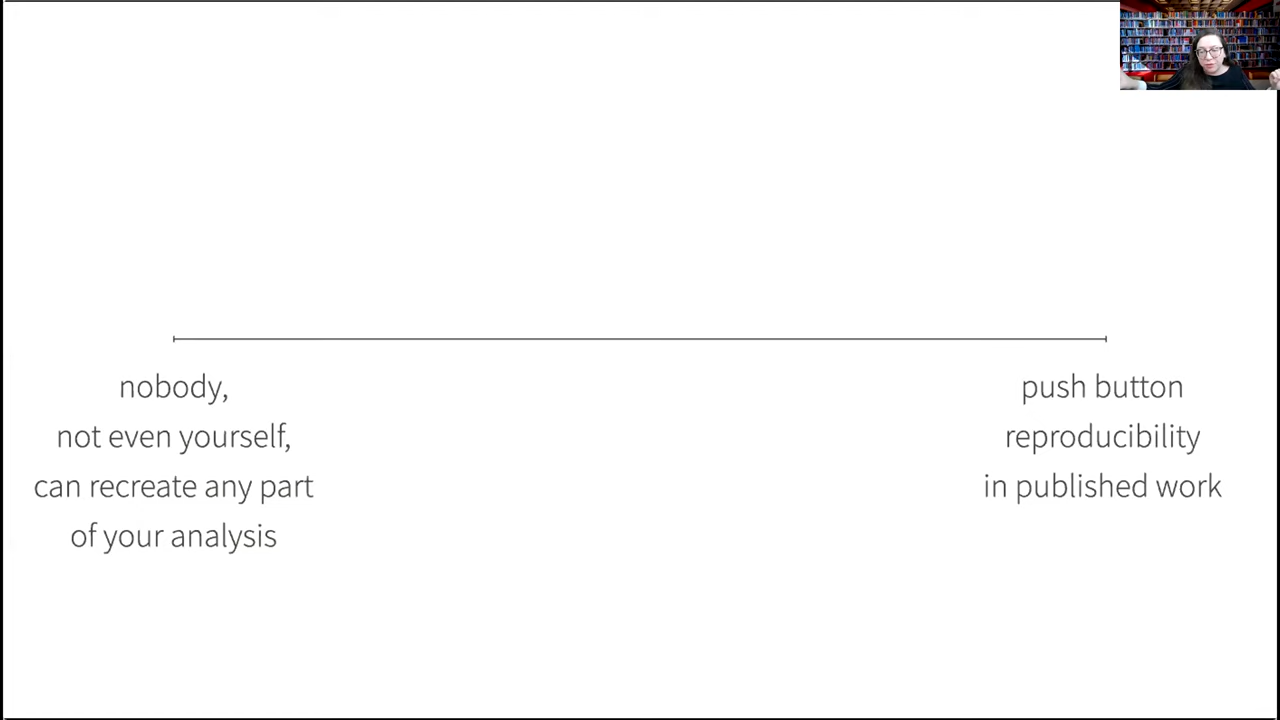 nobody,
not even yourself,
can recreate any part
of your analysis
push button
reproducibility
in published work